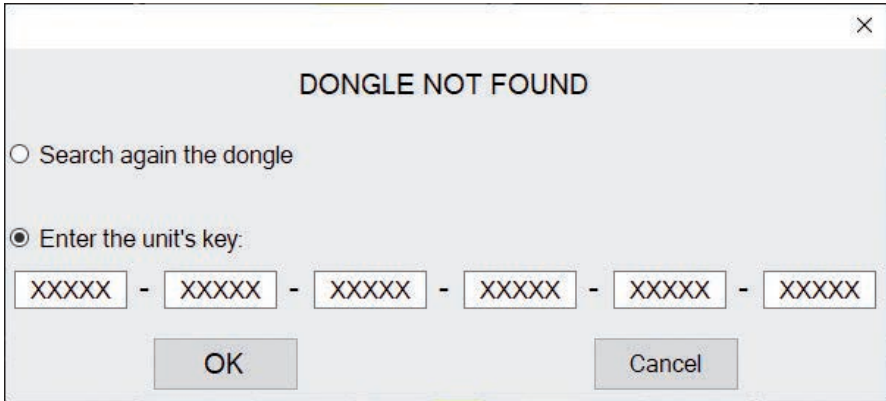 DONGLE NOT FOUND
Search again the dongle
Enter the unit's key:
XXXXX - XXXXX - XXXXX - XXXXX - XXXXX - XXXXX
OK Cancel